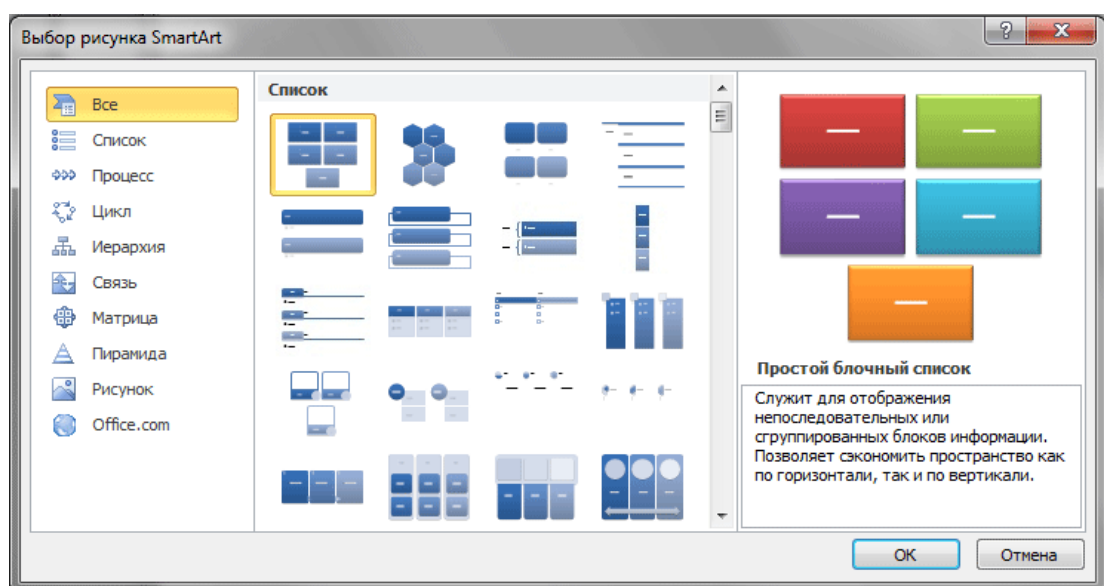 Выбор рисунка SmartArt
Все
Список
Процесс
Цикл
Иерархия
Связь
Матрица
Пирамида
Рисунок
Office.com
Список
Простой блочный список
Служит для отображения
непоследовательных или
сгруппированных блоков информации.
Позволяет сэкономить пространство как
по горизонтали, так и по вертикали.
ОК
Отмена